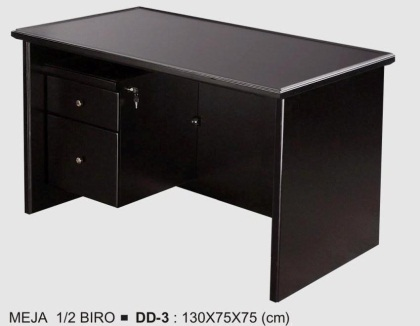 MEJA 1/2 BIRO ▪ DD-3 : 130X75X75 (cm)